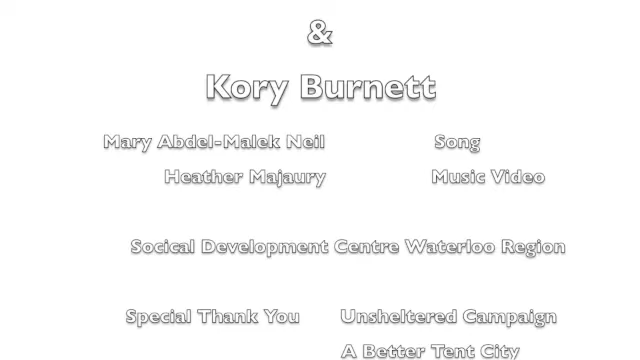 &
Kory Burnett
Mary Abdel-Malek Neil Song
Heather Majaury Music Video
Socical Development Centre Waterloo Region
Special Thank You Unsheltered Campaign
A Better Tent City